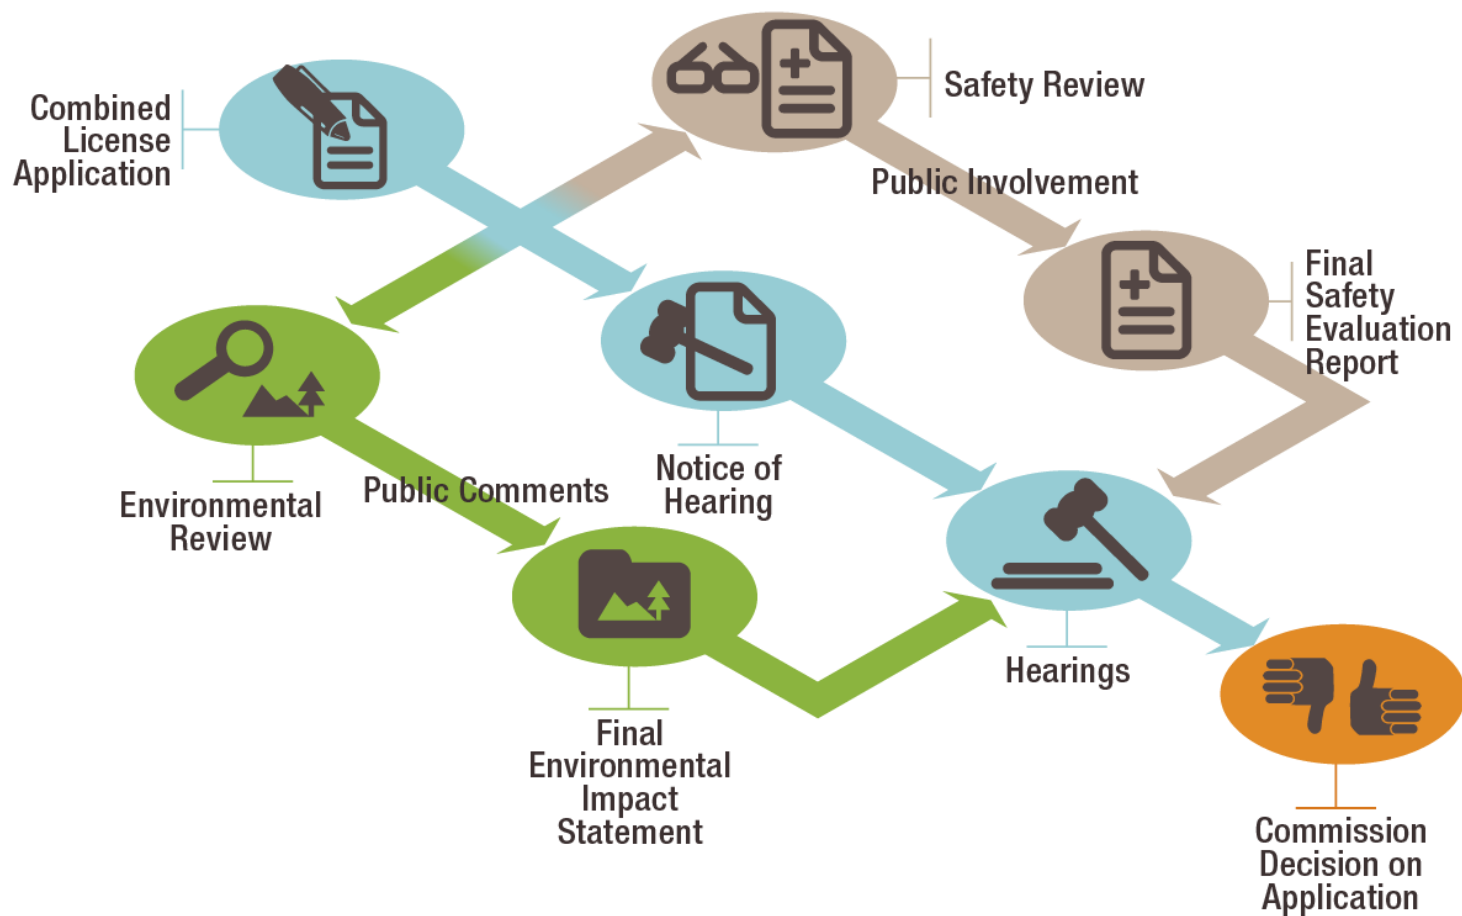 Combined
License
Application
Safety Review
Public Involvement
Final
Safety
Evaluation
Report
Environmental
Review
Public Comments
Notice of
Hearing
Final
Environmental
Impact
Statement
Hearings
Commission
Decision on
Application